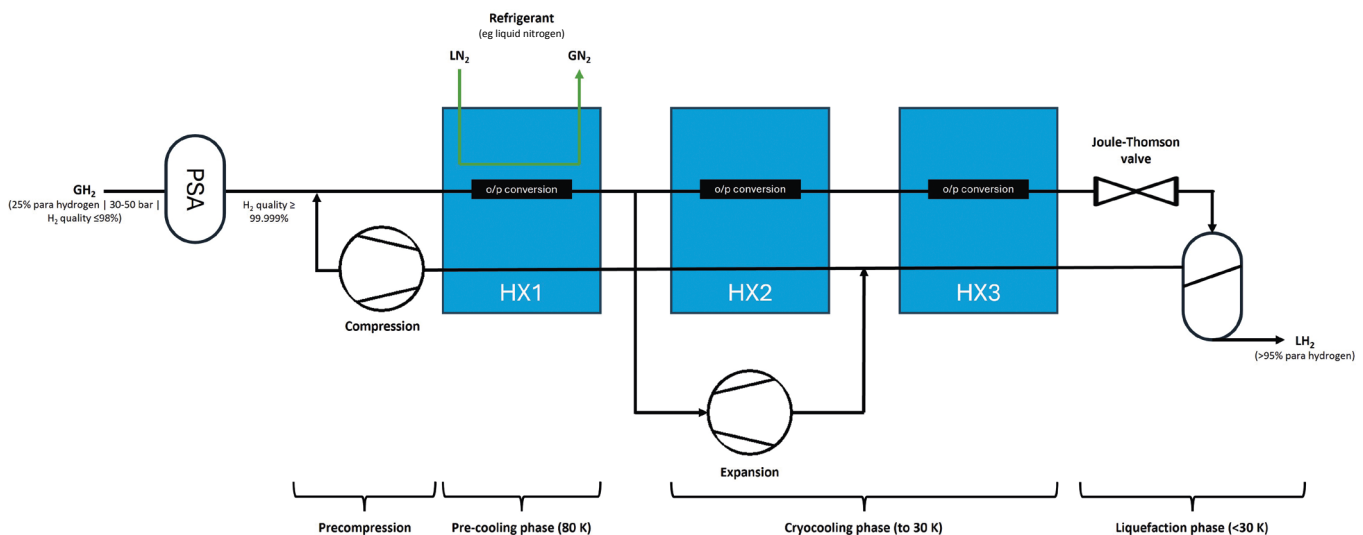 Refrigerant
(eg liquid nitrogen)
LN₂
GN₂
Joule-Thomson
valve
PSA
GH₂
(25% para hydrogen | 30-50 bar |
H₂ quality ≤98%)
H₂ quality ≥
99.999%
o/p conversion
o/p conversion
o/p conversion
HX1
HX2
HX3
Compression
LH₂
(>95% para hydrogen)
Expansion
Precompression
Pre-cooling phase (80 K)
Cryocooling phase (to 30 K)
Liquefaction phase (<30 K)